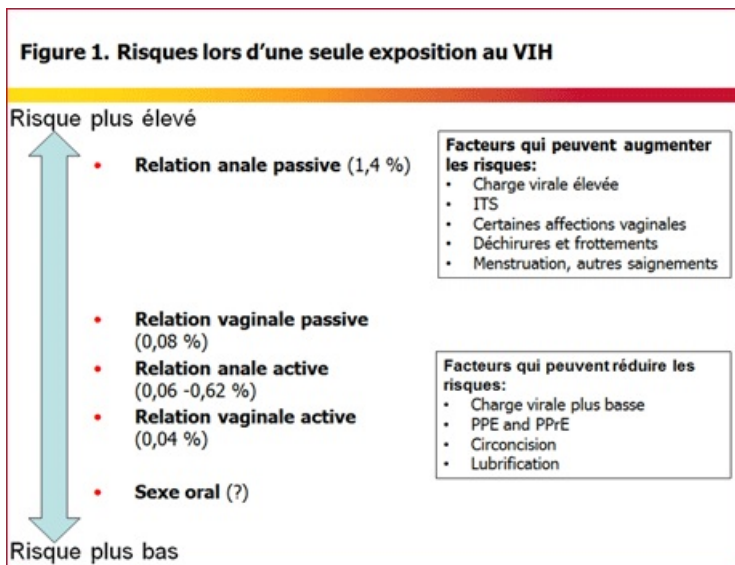 Figure 1. Risques lors d’une seule exposition au VIH
Risque plus élevé
• Relation anale passive (1,4 %)
Facteurs qui peuvent augmenter
les risques:
• Charge virale élevée
• ITS
• Certaines affections vaginales
• Déchirures et frottements
• Menstruation, autres saignements
• Relation vaginale passive
(0,08 %)
• Relation anale active
(0,06 -0,62 %)
• Relation vaginale active
(0,04 %)
Facteurs qui peuvent réduire les
risques:
• Charge virale plus basse
• PPE and PPrE
• Circoncision
• Lubrification
• Sexe oral (?)
Risque plus bas